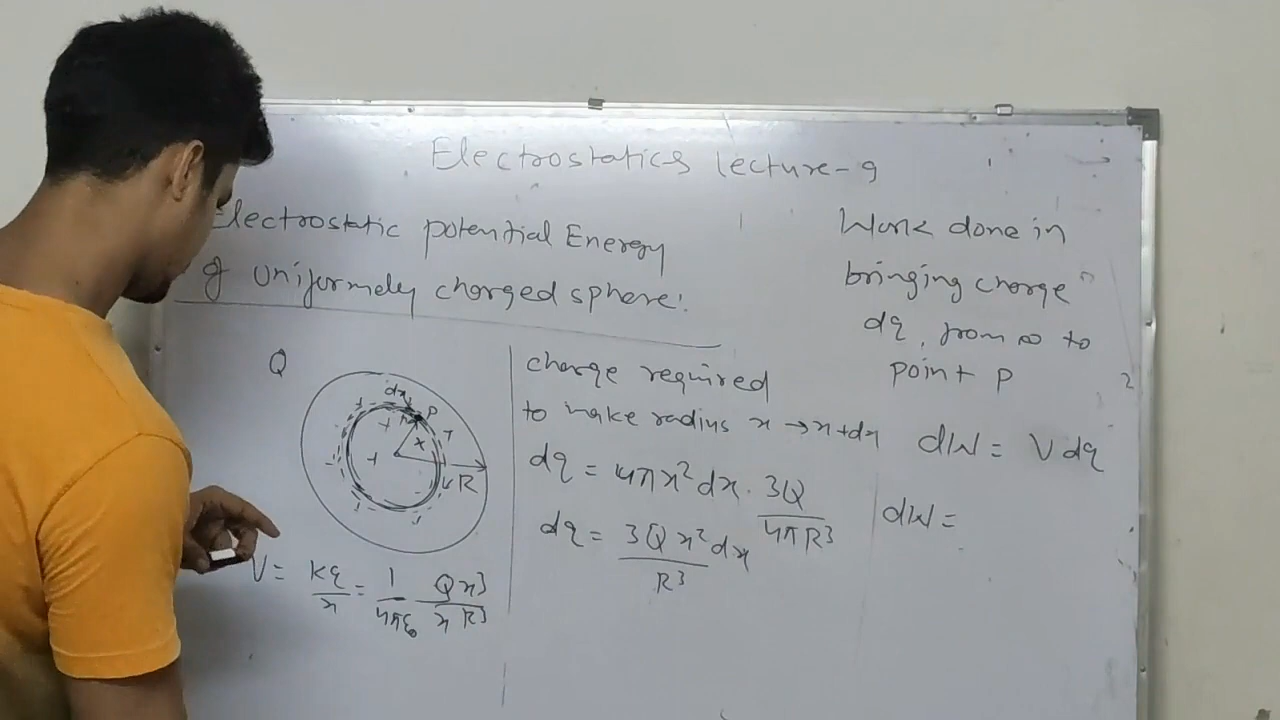 Electrostatics lecture-9
Electrostatic potential Energy
of uniformely charged sphere:
Q
dx
P
x
R
V = kq/x = 1/4πε₀ Qx³/xR³
charge required
to make radius x → x+dx
dq = 4πx²dx · 3Q/4πR³
dq = 3Qx²dx/R³
Work done in
bringing charge
dq, from ∞ to
point P
dW = Vdq
dW =